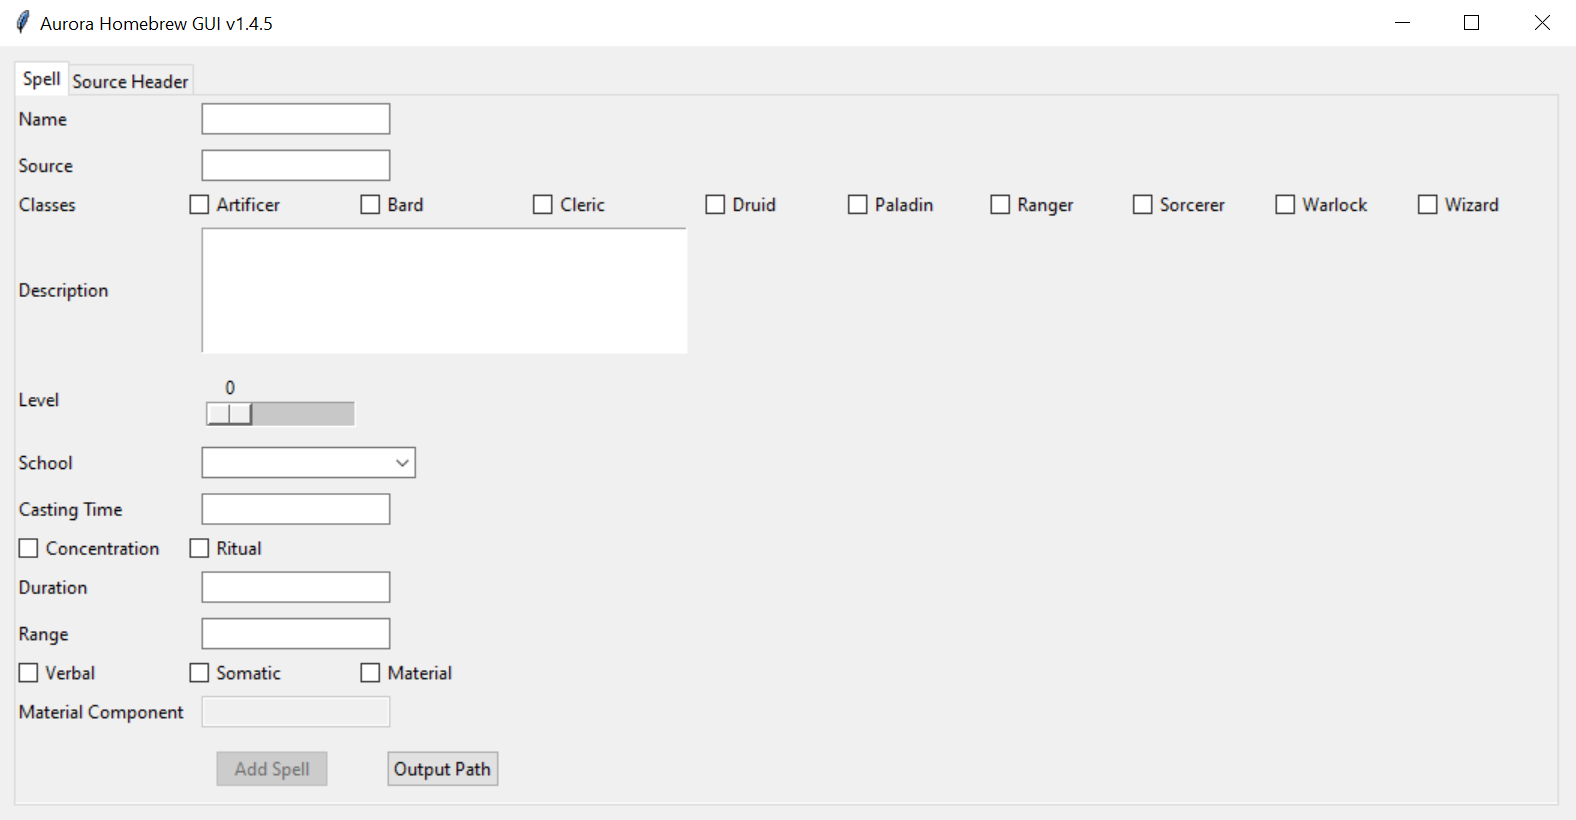 Aurora Homebrew GUI v1.4.5
Spell Source Header
Name
Source
Classes Artificer Bard Cleric Druid Paladin Ranger Sorcerer Warlock Wizard
Description
0
Level
School
Casting Time
Concentration Ritual
Duration
Range
Verbal Somatic Material
Material Component
Add Spell Output Path